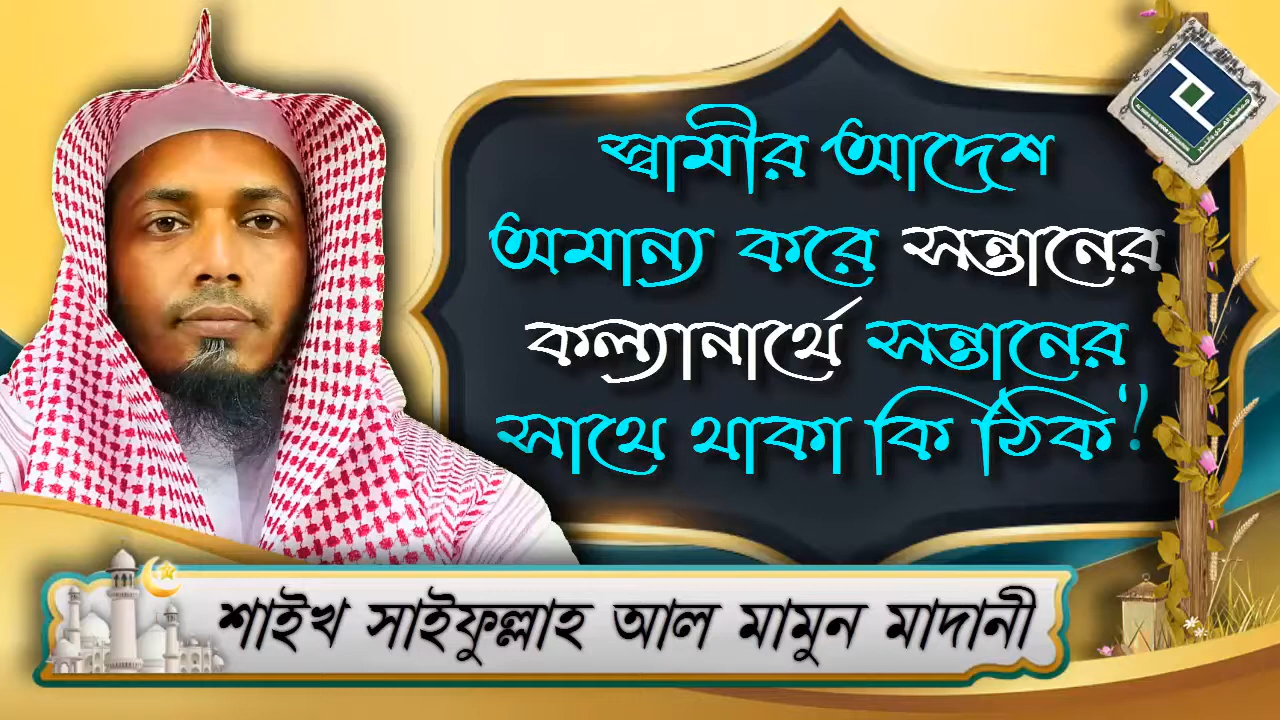 স্বামীর আদেশ
অমান্য করে সন্তানের
কল্যানার্থে সন্তানের
সাথে থাকা কি ঠিক?
শাইখ সাইফুল্লাহ আল মামুন মাদানী